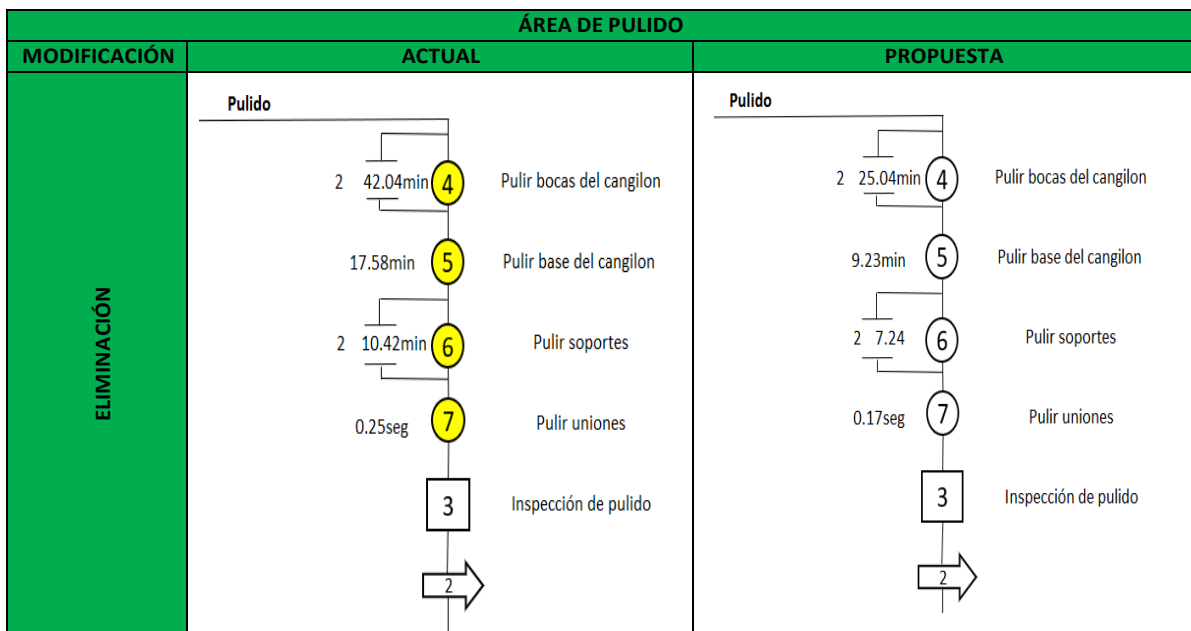 ÁREA DE PULIDO
MODIFICACIÓN
ACTUAL
PROPUESTA
ELIMINACIÓN
Pulido
2 42.04min 4 Pulir bocas del cangilon
17.58min 5 Pulir base del cangilon
2 10.42min 6 Pulir soportes
0.25seg 7 Pulir uniones
3 Inspección de pulido
2
Pulido
2 25.04min 4 Pulir bocas del cangilon
9.23min 5 Pulir base del cangilon
2 7.24 6 Pulir soportes
0.17seg 7 Pulir uniones
3 Inspección de pulido
2